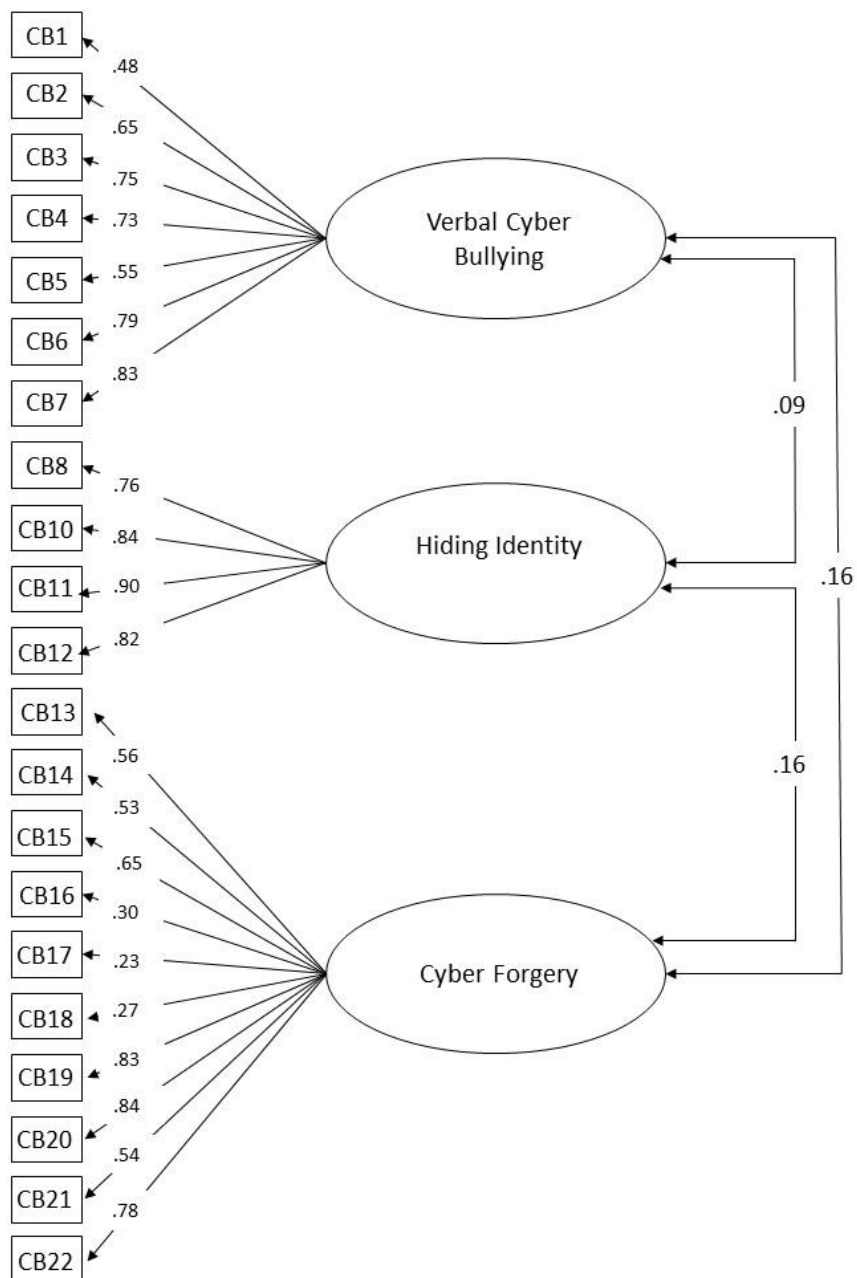 CB1
.48
CB2
.65
CB3
.75
CB4
.73
CB5
.55
CB6
.79
CB7
.83
Verbal Cyber
Bullying
.09
CB8
.76
CB10
.84
CB11
.90
CB12
.82
Hiding Identity
.16
.16
CB13
.56
CB14
.53
CB15
.65
CB16
.30
CB17
.23
CB18
.27
CB19
.83
CB20
.84
CB21
.54
CB22
.78
Cyber Forgery